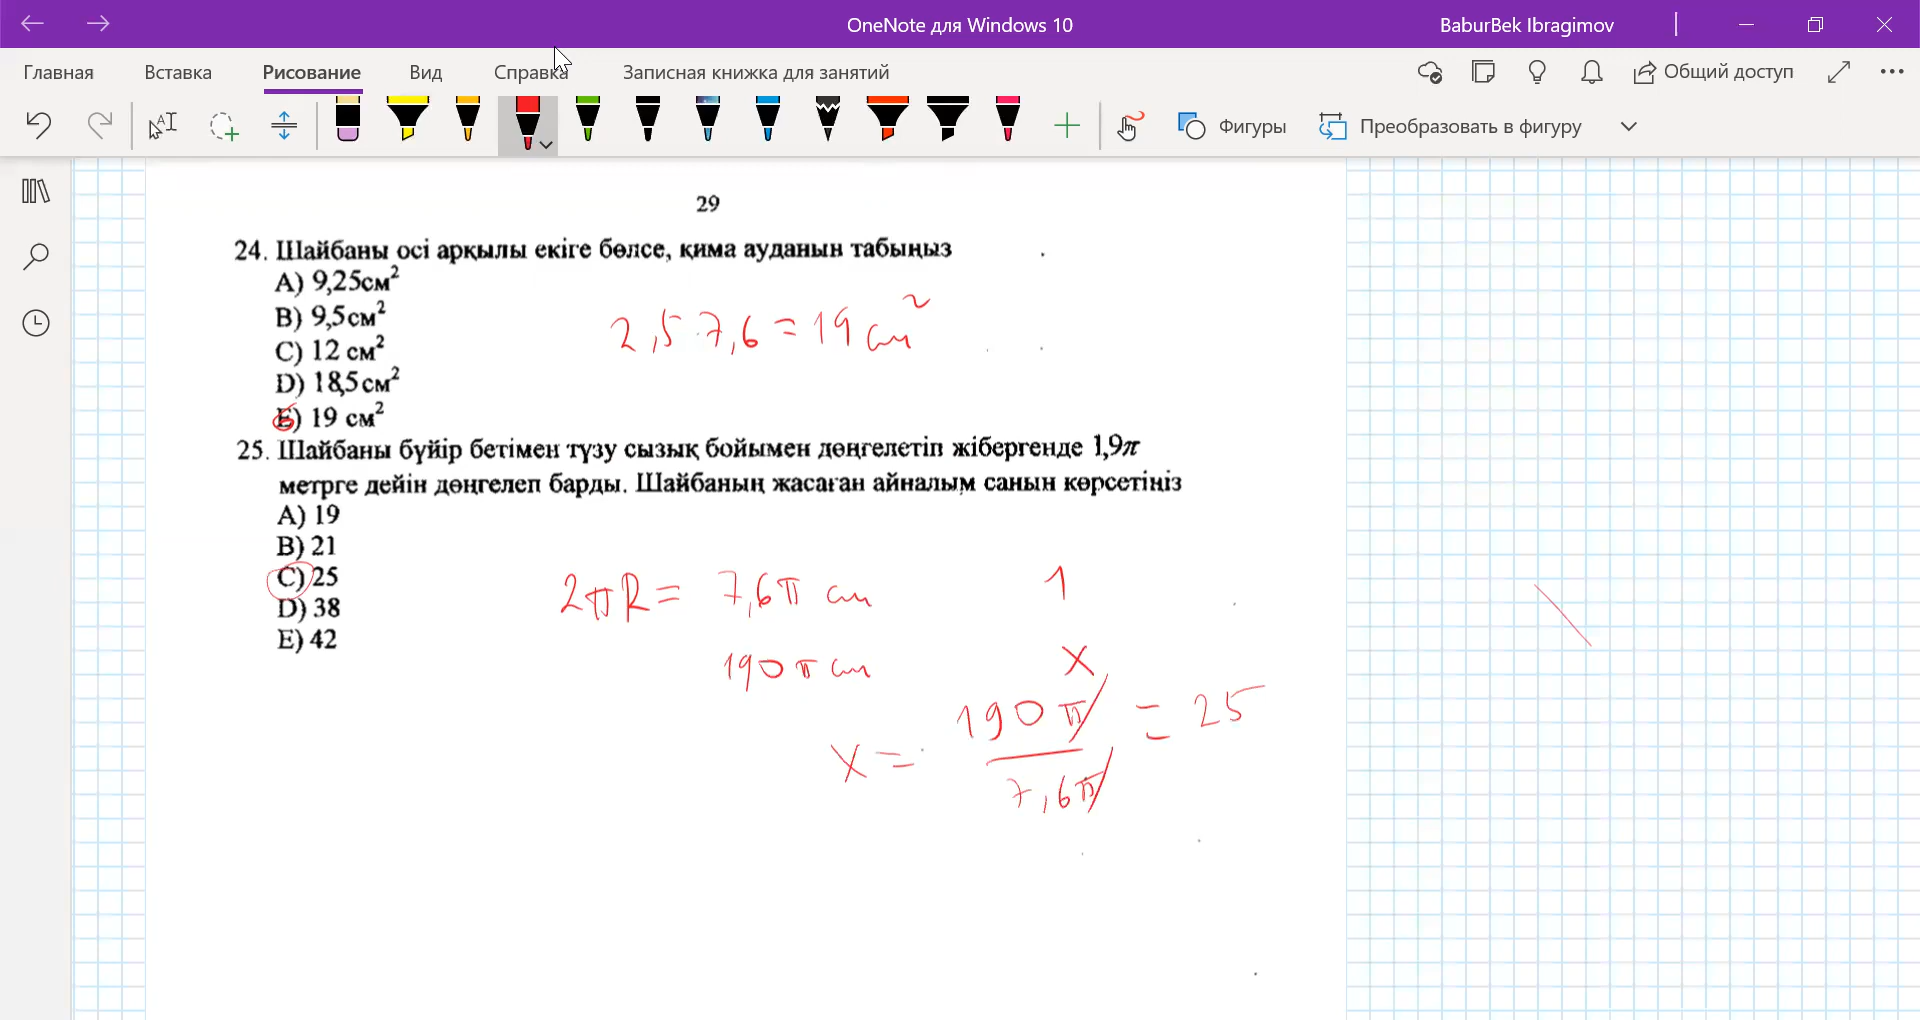 OneNote для Windows 10
BaburBek Ibragimov
Главная Вставка Рисование Вид Справка Записная книжка для занятий Общий доступ
Фигуры Преобразовать в фигуру
29
24. Шайбаны осі арқылы екіге бөлсе, қима ауданын табыңыз
A) 9,25см²
B) 9,5см²
C) 12 см²
D) 18,5см²
E) 19 см²
2,5·7,6 = 19 см²
25. Шайбаны бүйір бетімен түзу сызық бойымен дөңгелетіп жібергенде 1,9π
метрге дейін дөңгелеп барды. Шайбаның жасаған айналым санын көрсетіңіз
A) 19
B) 21
C) 25
D) 38
E) 42
2πR = 7,6π см 1
190π см x
x = 190π / 7,6π = 25